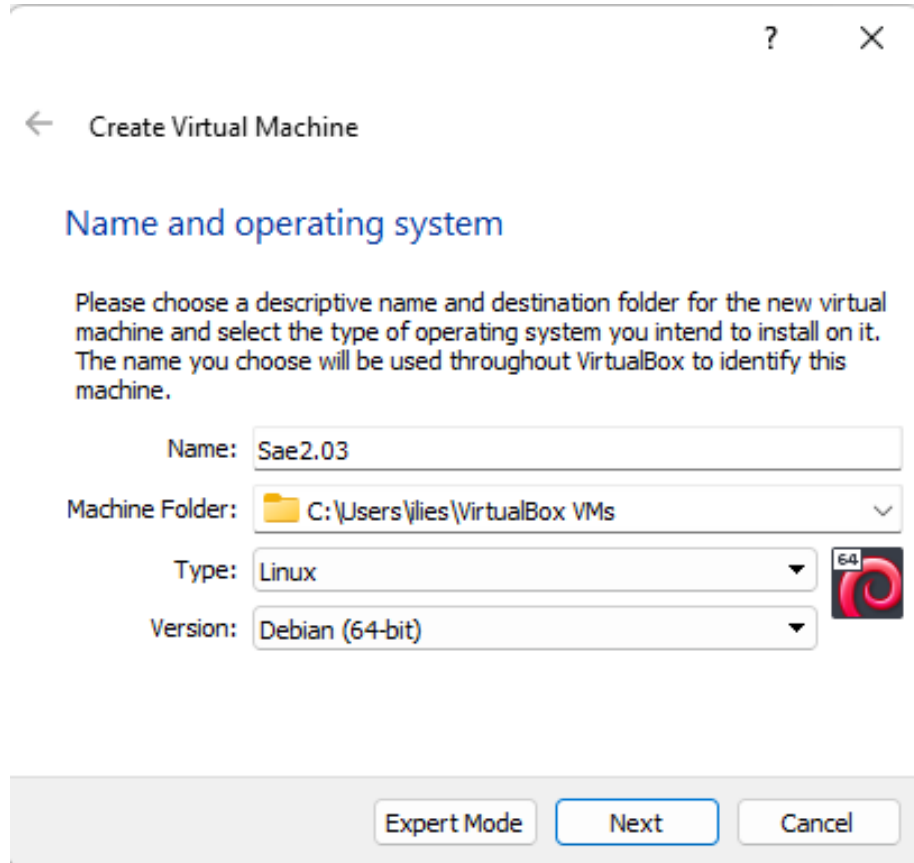 ?
Create Virtual Machine
Name and operating system
Please choose a descriptive name and destination folder for the new virtual
machine and select the type of operating system you intend to install on it.
The name you choose will be used throughout VirtualBox to identify this
machine.
Name: Sae2.03
Machine Folder: C:\Users\ilies\VirtualBox VMs
Type: Linux
64
Version: Debian (64-bit)
Expert Mode Next Cancel